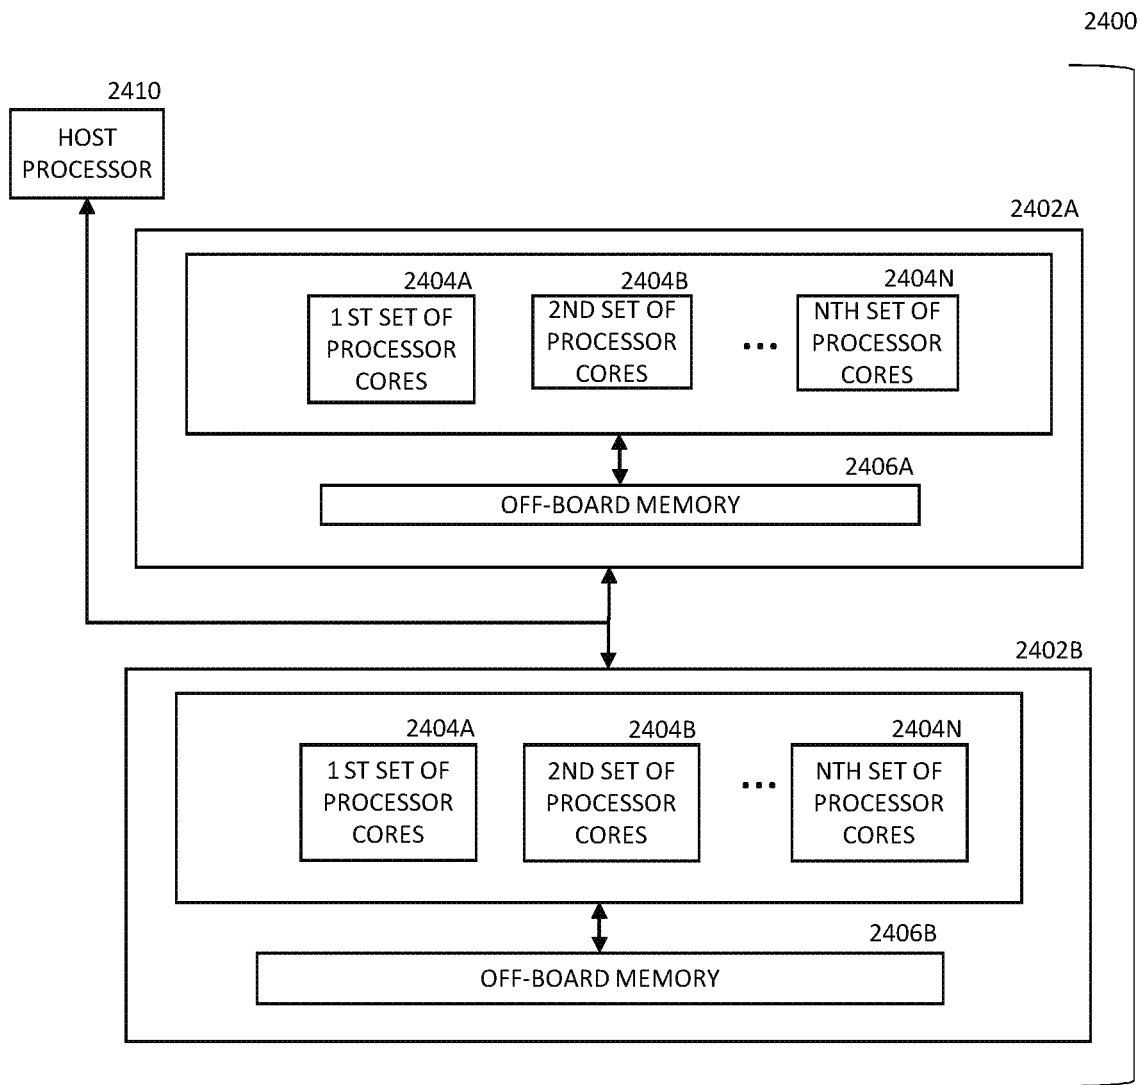 2400
2410
HOST
PROCESSOR
2402A
2404A
2404B
2404N
1 ST SET OF
PROCESSOR
CORES
2ND SET OF
PROCESSOR
CORES
...
NTH SET OF
PROCESSOR
CORES
2406A
OFF-BOARD MEMORY
2402B
2404A
2404B
2404N
1 ST SET OF
PROCESSOR
CORES
2ND SET OF
PROCESSOR
CORES
...
NTH SET OF
PROCESSOR
CORES
2406B
OFF-BOARD MEMORY